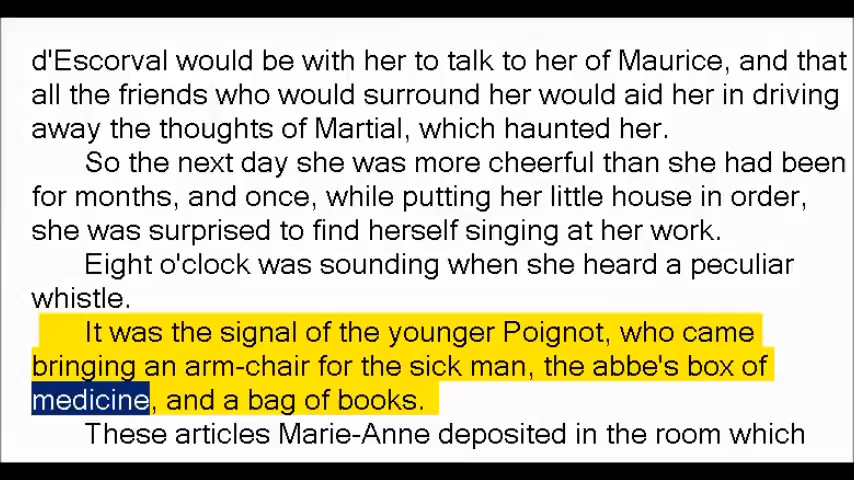 d'Escorval would be with her to talk to her of Maurice, and that
all the friends who would surround her would aid her in driving
away the thoughts of Martial, which haunted her.
So the next day she was more cheerful than she had been
for months, and once, while putting her little house in order,
she was surprised to find herself singing at her work.
Eight o'clock was sounding when she heard a peculiar
whistle.
It was the signal of the younger Poignot, who came
bringing an arm-chair for the sick man, the abbe's box of
medicine, and a bag of books.
These articles Marie-Anne deposited in the room which